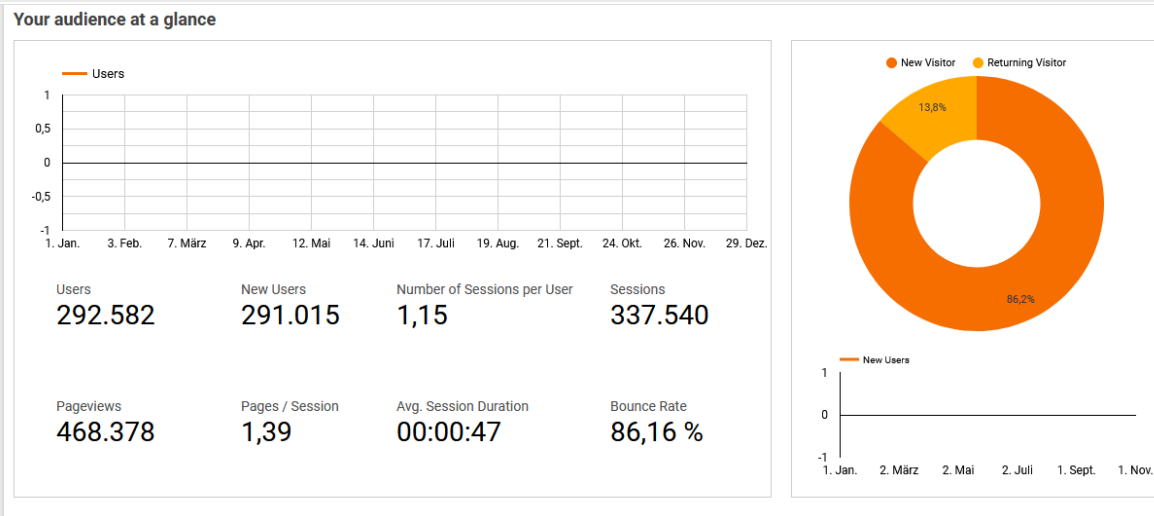 Your audience at a glance
Users
1
0,5
0
-0,5
-1
1. Jan. 3. Feb. 7. März 9. Apr. 12. Mai 14. Juni 17. Juli 19. Aug. 21. Sept. 24. Okt. 26. Nov. 29. Dez.
Users New Users Number of Sessions per User Sessions
292.582 291.015 1,15 337.540
Pageviews Pages / Session Avg. Session Duration Bounce Rate
468.378 1,39 00:00:47 86,16 %
New Visitor Returning Visitor
13,8%
86,2%
New Users
1
0
-1
1. Jan. 2. März 2. Mai 2. Juli 1. Sept. 1. Nov.